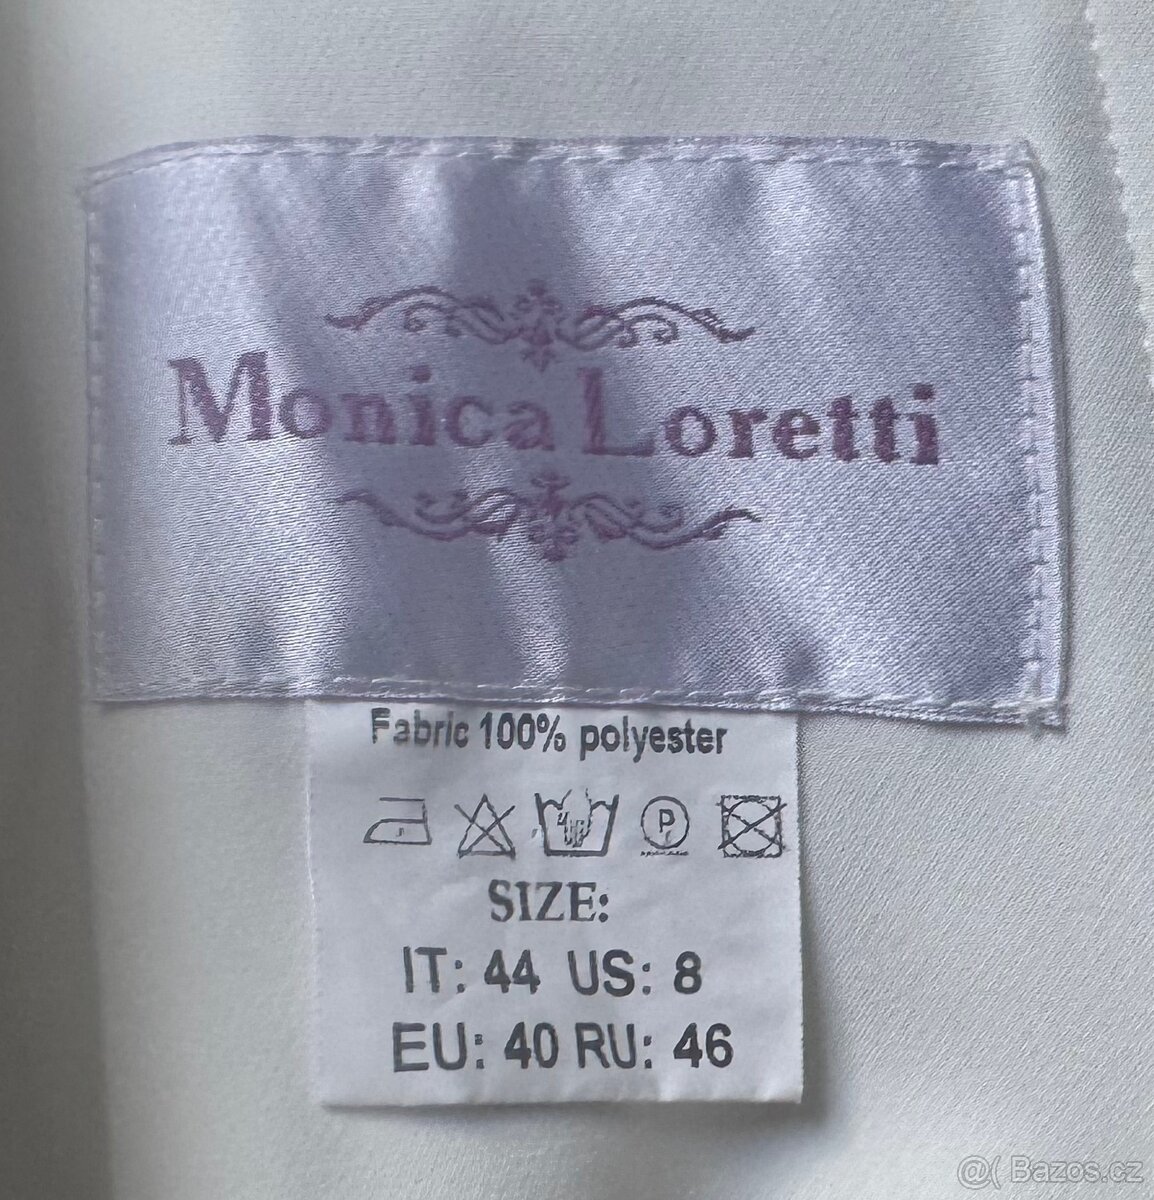 Monica Loretti
Fabric 100% polyester
P
SIZE:
IT: 44 US: 8
EU: 40 RU: 46
@( Bazos.cz